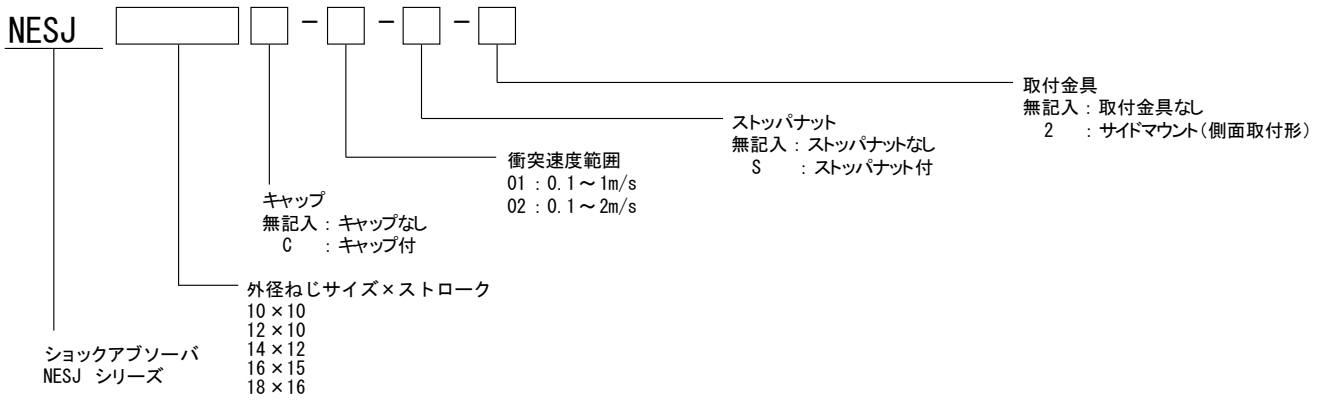 NESJ - - -
取付金具
無記入：取付金具なし
2 ：サイドマウント（側面取付形）
ストッパナット
無記入：ストッパナットなし
S ：ストッパナット付
衝突速度範囲
01：0.1～1m/s
02：0.1～2m/s
キャップ
無記入：キャップなし
C ：キャップ付
外径ねじサイズ×ストローク
10×10
12×10
14×12
16×15
18×16
ショックアブソーバ
NESJ シリーズ